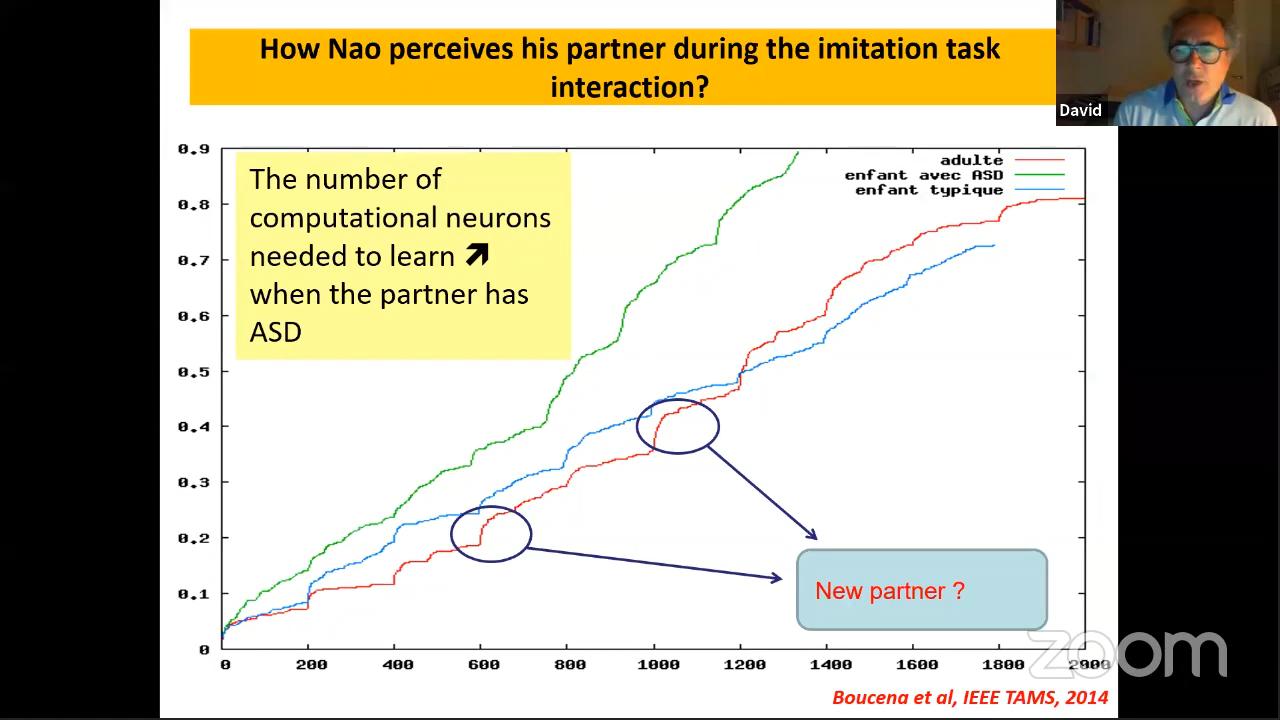 How Nao perceives his partner during the imitation task
interaction?
David
The number of
computational neurons
needed to learn ↗
when the partner has
ASD
adulte
enfant avec ASD
enfant typique
0.9
0.8
0.7
0.6
0.5
0.4
0.3
0.2
0.1
0
0 200 400 600 800 1000 1200 1400 1600 1800 2000
New partner ?
zoom
Boucena et al, IEEE TAMS, 2014